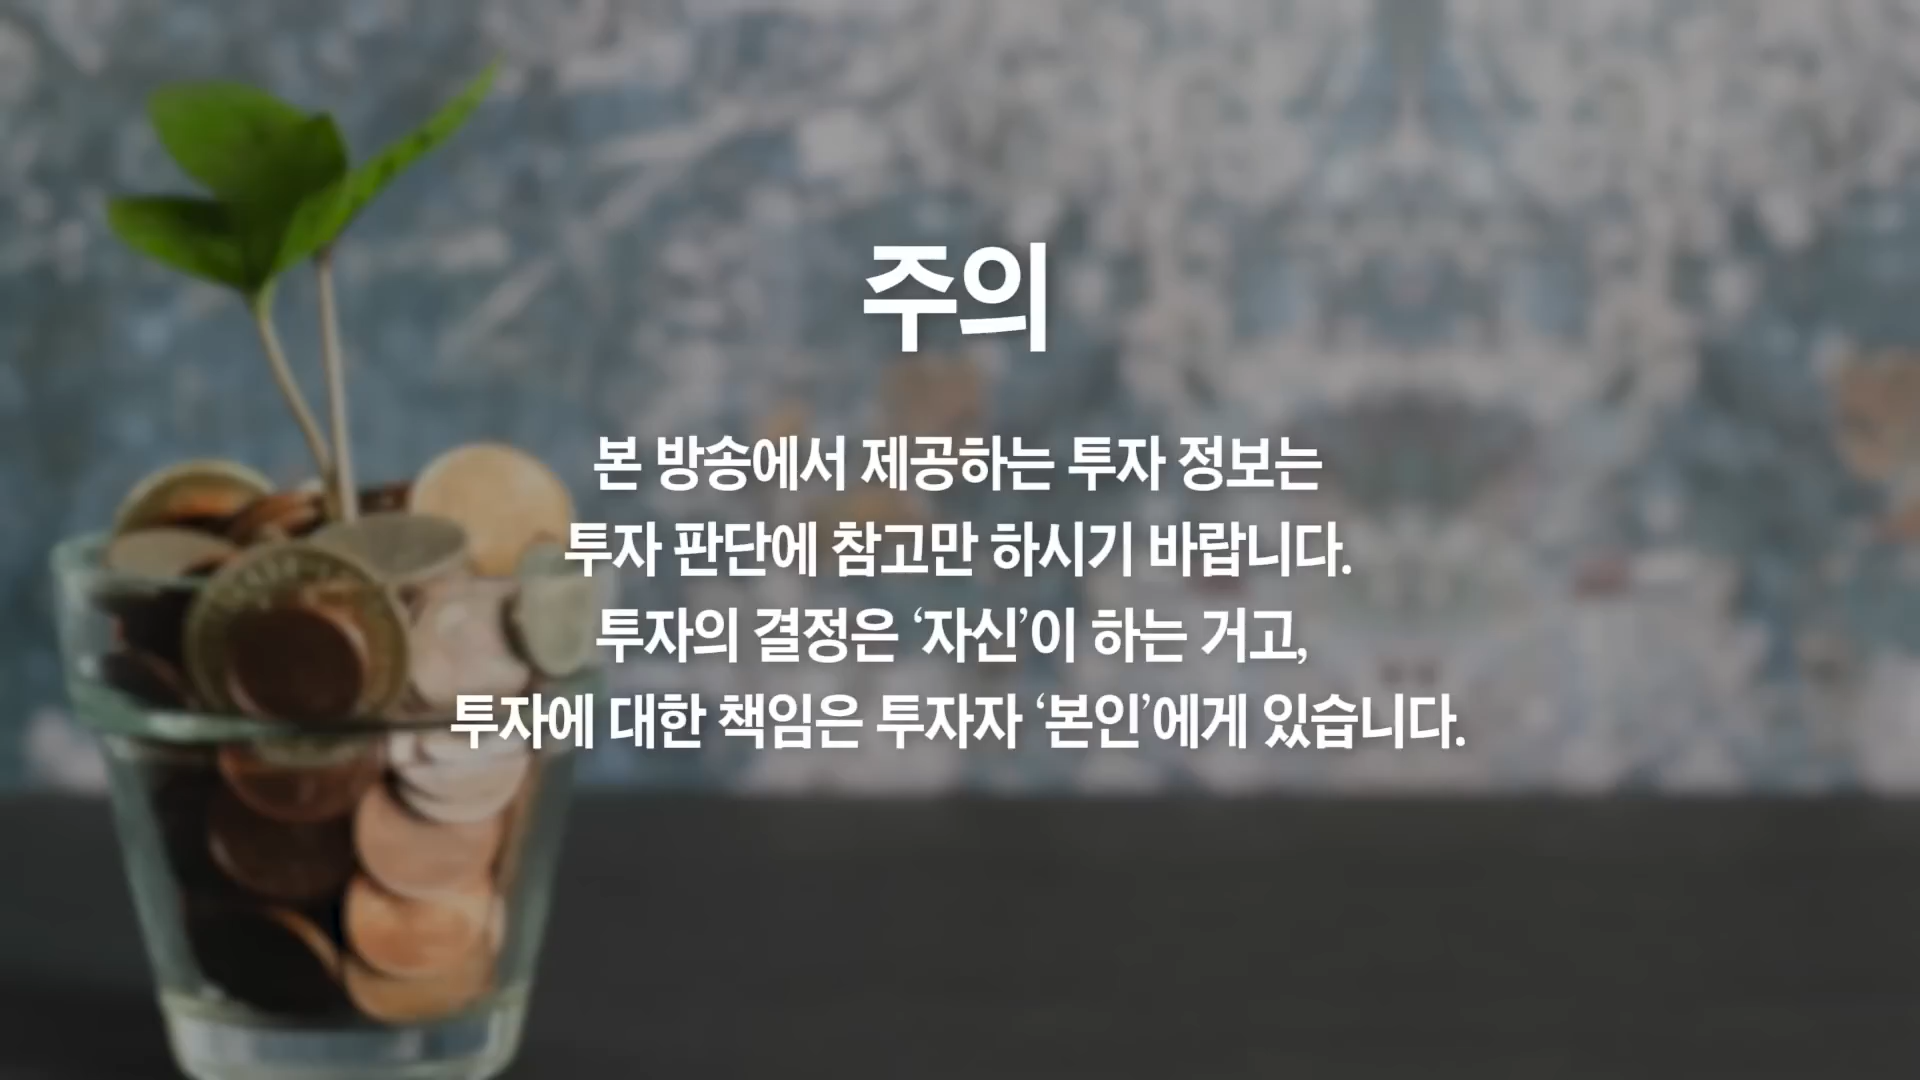 주의
본 방송에서 제공하는 투자 정보는
투자 판단에 참고만 하시기 바랍니다.
투자의 결정은 ‘자신’이 하는 거고,
투자에 대한 책임은 투자자 ‘본인’에게 있습니다.